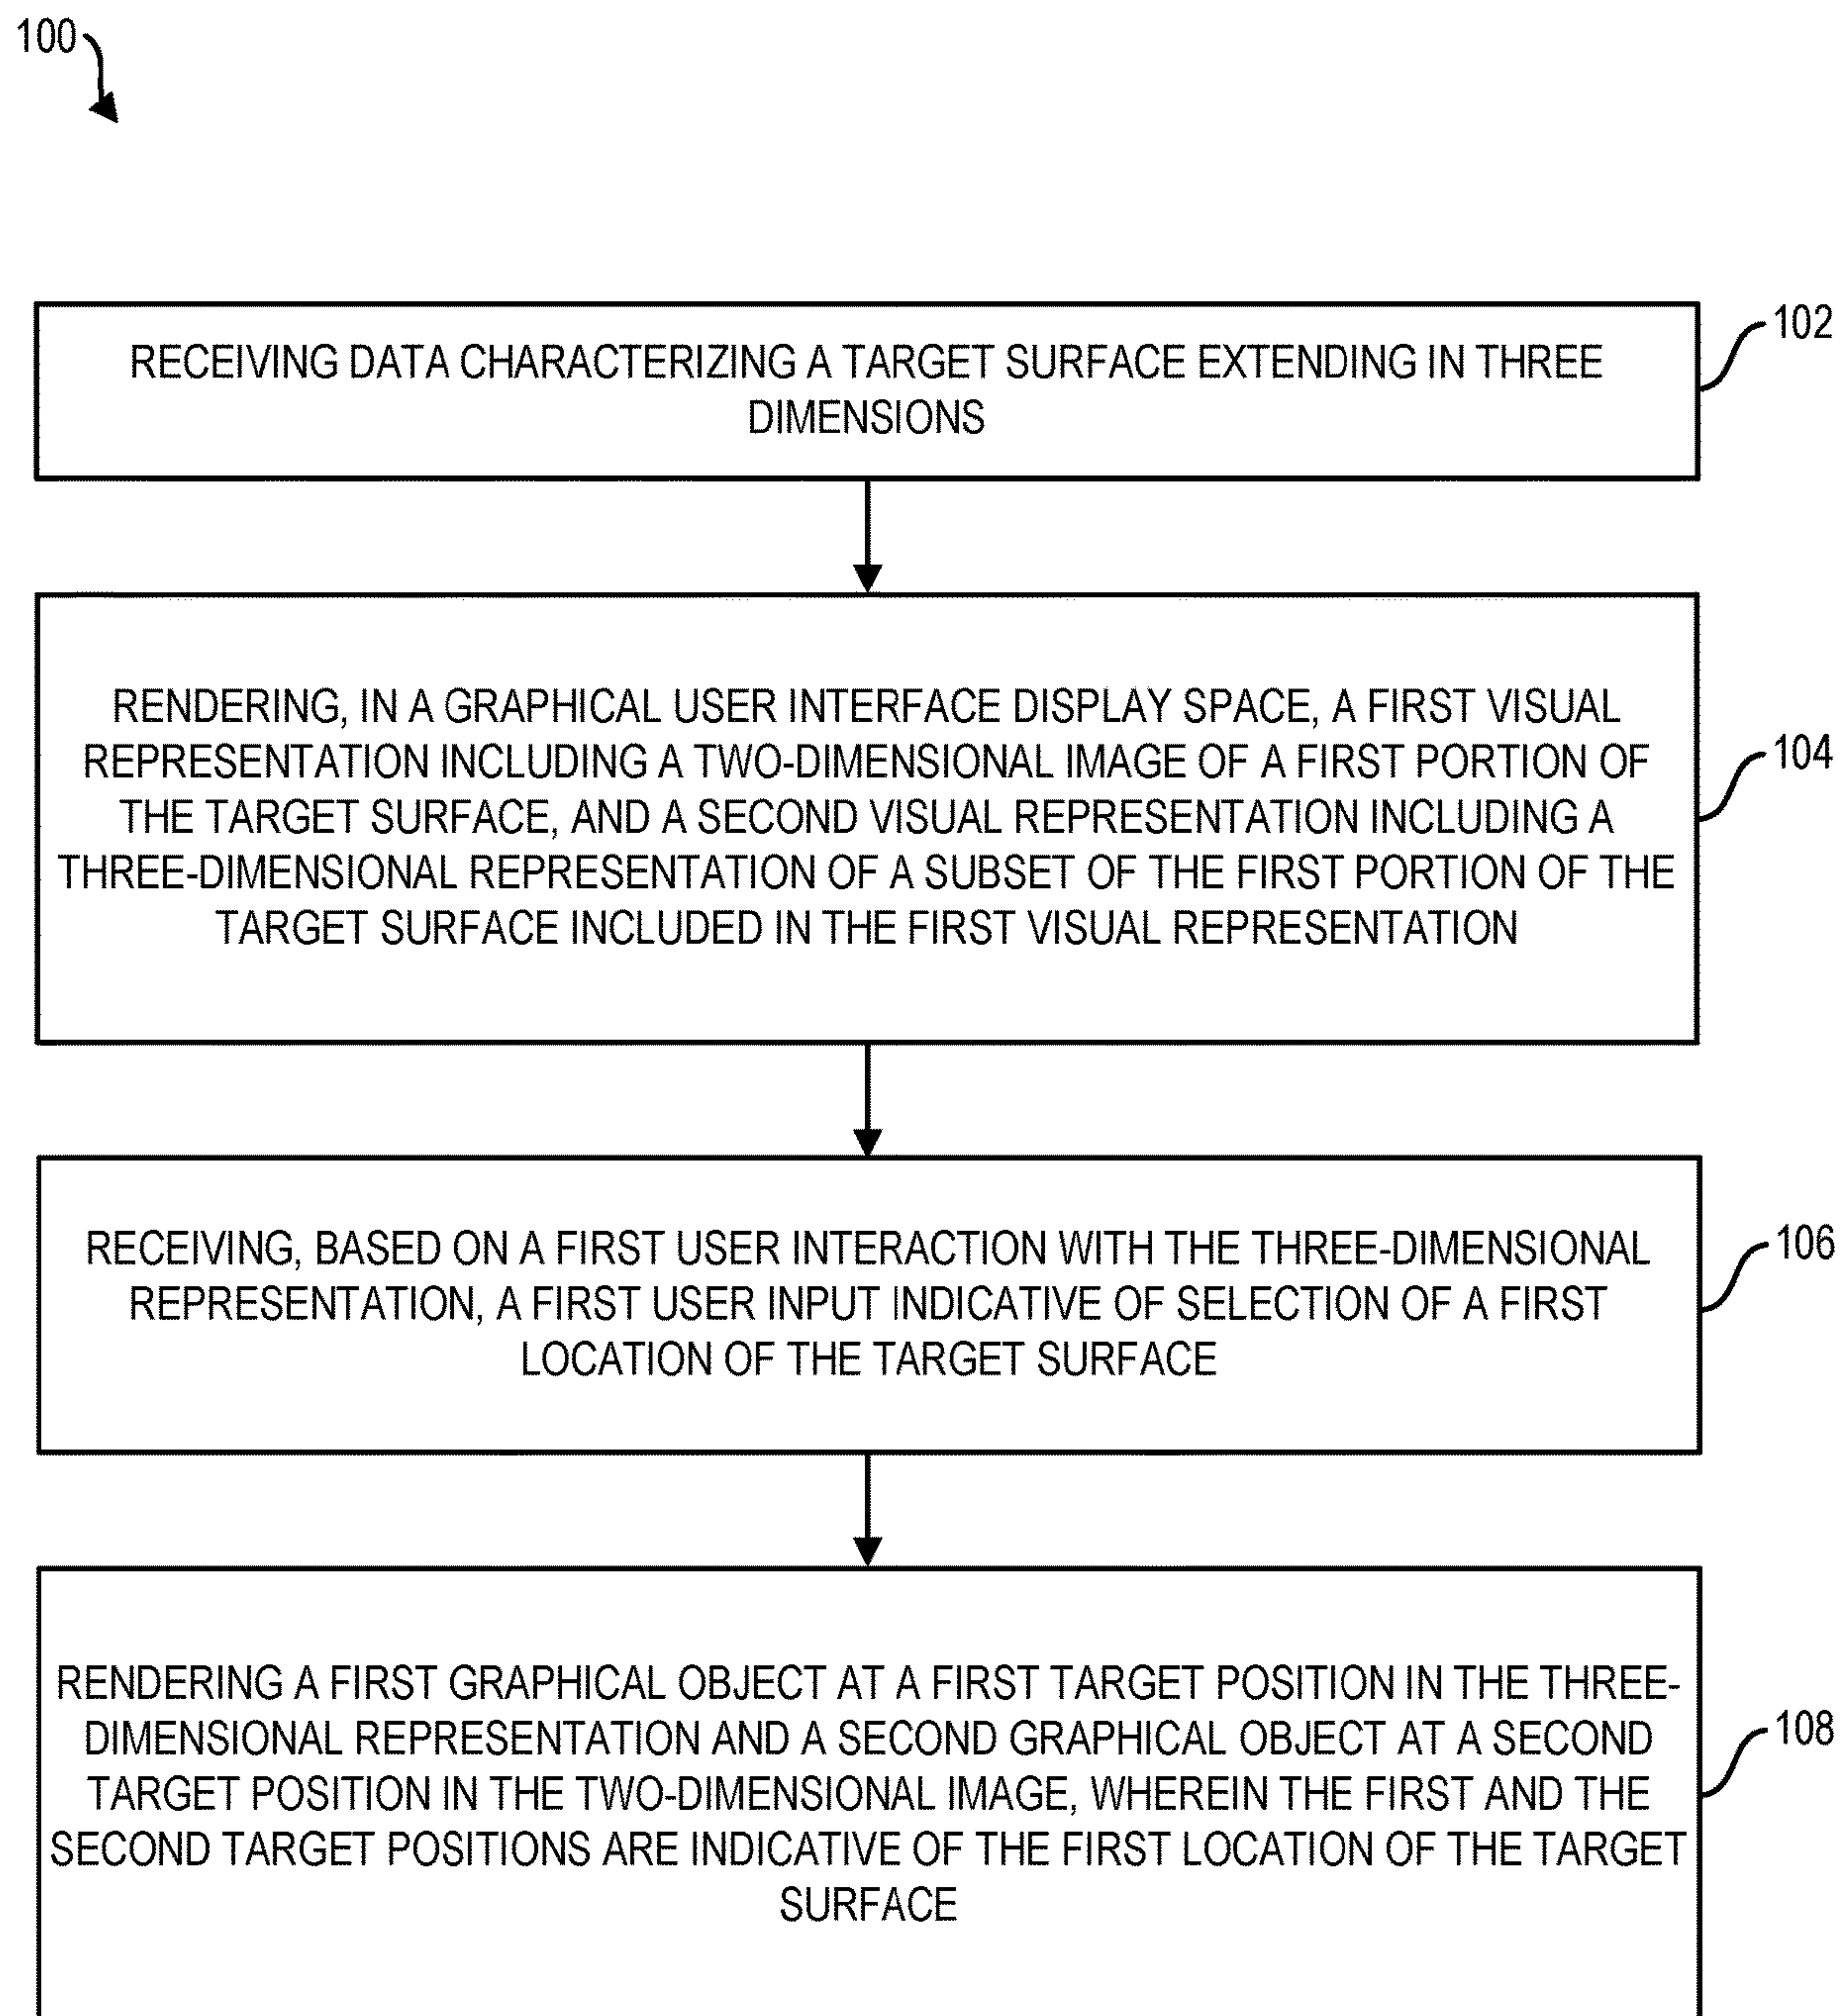 100
RECEIVING DATA CHARACTERIZING A TARGET SURFACE EXTENDING IN THREE
DIMENSIONS
102
RENDERING, IN A GRAPHICAL USER INTERFACE DISPLAY SPACE, A FIRST VISUAL
REPRESENTATION INCLUDING A TWO-DIMENSIONAL IMAGE OF A FIRST PORTION OF
THE TARGET SURFACE, AND A SECOND VISUAL REPRESENTATION INCLUDING A
THREE-DIMENSIONAL REPRESENTATION OF A SUBSET OF THE FIRST PORTION OF THE
TARGET SURFACE INCLUDED IN THE FIRST VISUAL REPRESENTATION
104
RECEIVING, BASED ON A FIRST USER INTERACTION WITH THE THREE-DIMENSIONAL
REPRESENTATION, A FIRST USER INPUT INDICATIVE OF SELECTION OF A FIRST
LOCATION OF THE TARGET SURFACE
106
RENDERING A FIRST GRAPHICAL OBJECT AT A FIRST TARGET POSITION IN THE THREE-
DIMENSIONAL REPRESENTATION AND A SECOND GRAPHICAL OBJECT AT A SECOND
TARGET POSITION IN THE TWO-DIMENSIONAL IMAGE, WHEREIN THE FIRST AND THE
SECOND TARGET POSITIONS ARE INDICATIVE OF THE FIRST LOCATION OF THE TARGET
SURFACE
108